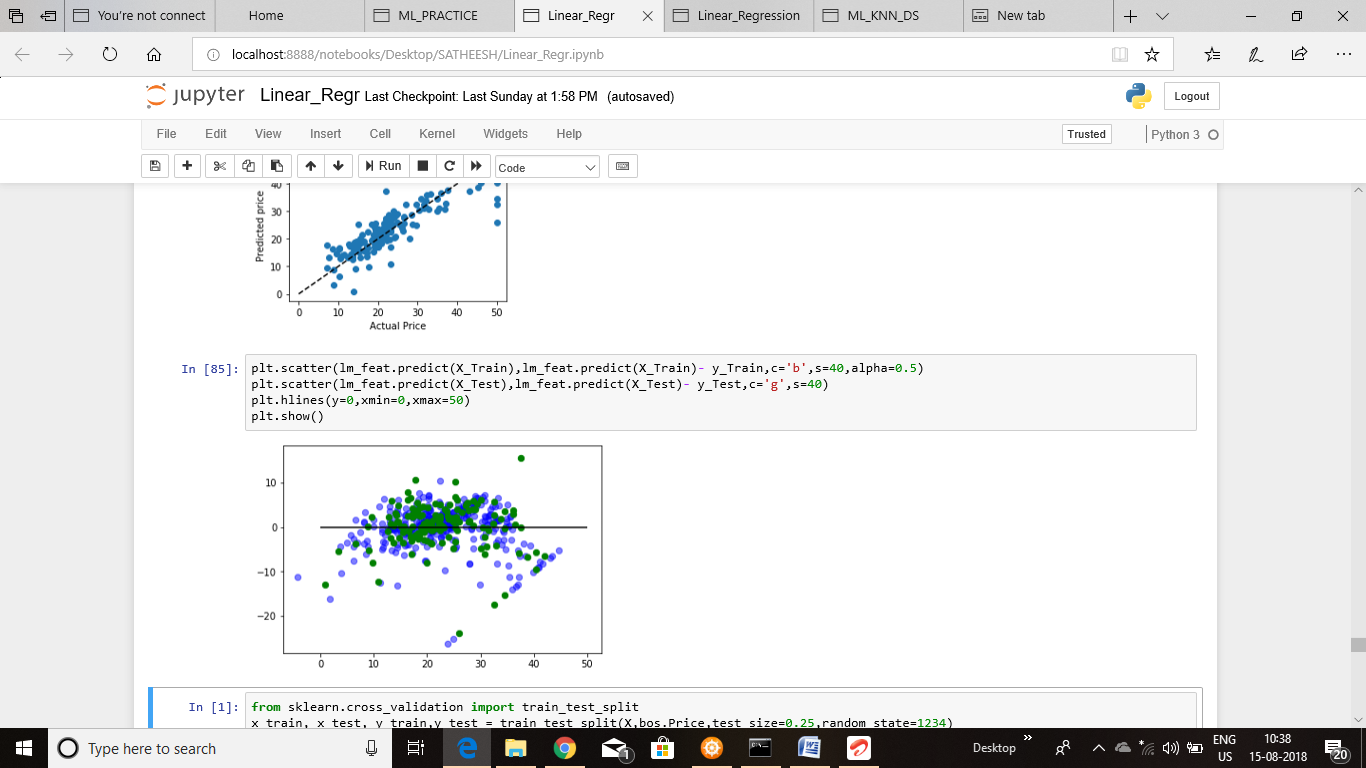 You're not connect
Home
ML_PRACTICE
Linear_Regr
Linear_Regression
ML_KNN_DS
New tab
localhost:8888/notebooks/Desktop/SATHEESH/Linear_Regr.ipynb
jupyter Linear_Regr Last Checkpoint: Last Sunday at 1:58 PM (autosaved)
Logout
File Edit View Insert Cell Kernel Widgets Help
Trusted
Python 3
Run
Code
Predicted price
40
30
20
10
0
0 10 20 30 40 50
Actual Price
In [85]:
plt.scatter(lm_feat.predict(X_Train),lm_feat.predict(X_Train)- y_Train,c='b',s=40,alpha=0.5)
plt.scatter(lm_feat.predict(X_Test),lm_feat.predict(X_Test)- y_Test,c='g',s=40)
plt.hlines(y=0,xmin=0,xmax=50)
plt.show()
10
0
−10
−20
0 10 20 30 40 50
In [1]:
from sklearn.cross_validation import train_test_split
x_train, x_test, y_train,y_test = train_test_split(X,bos.Price,test_size=0.25,random_state=1234)
Type here to search
1
Desktop
ENG
US
10:38
15-08-2018
20